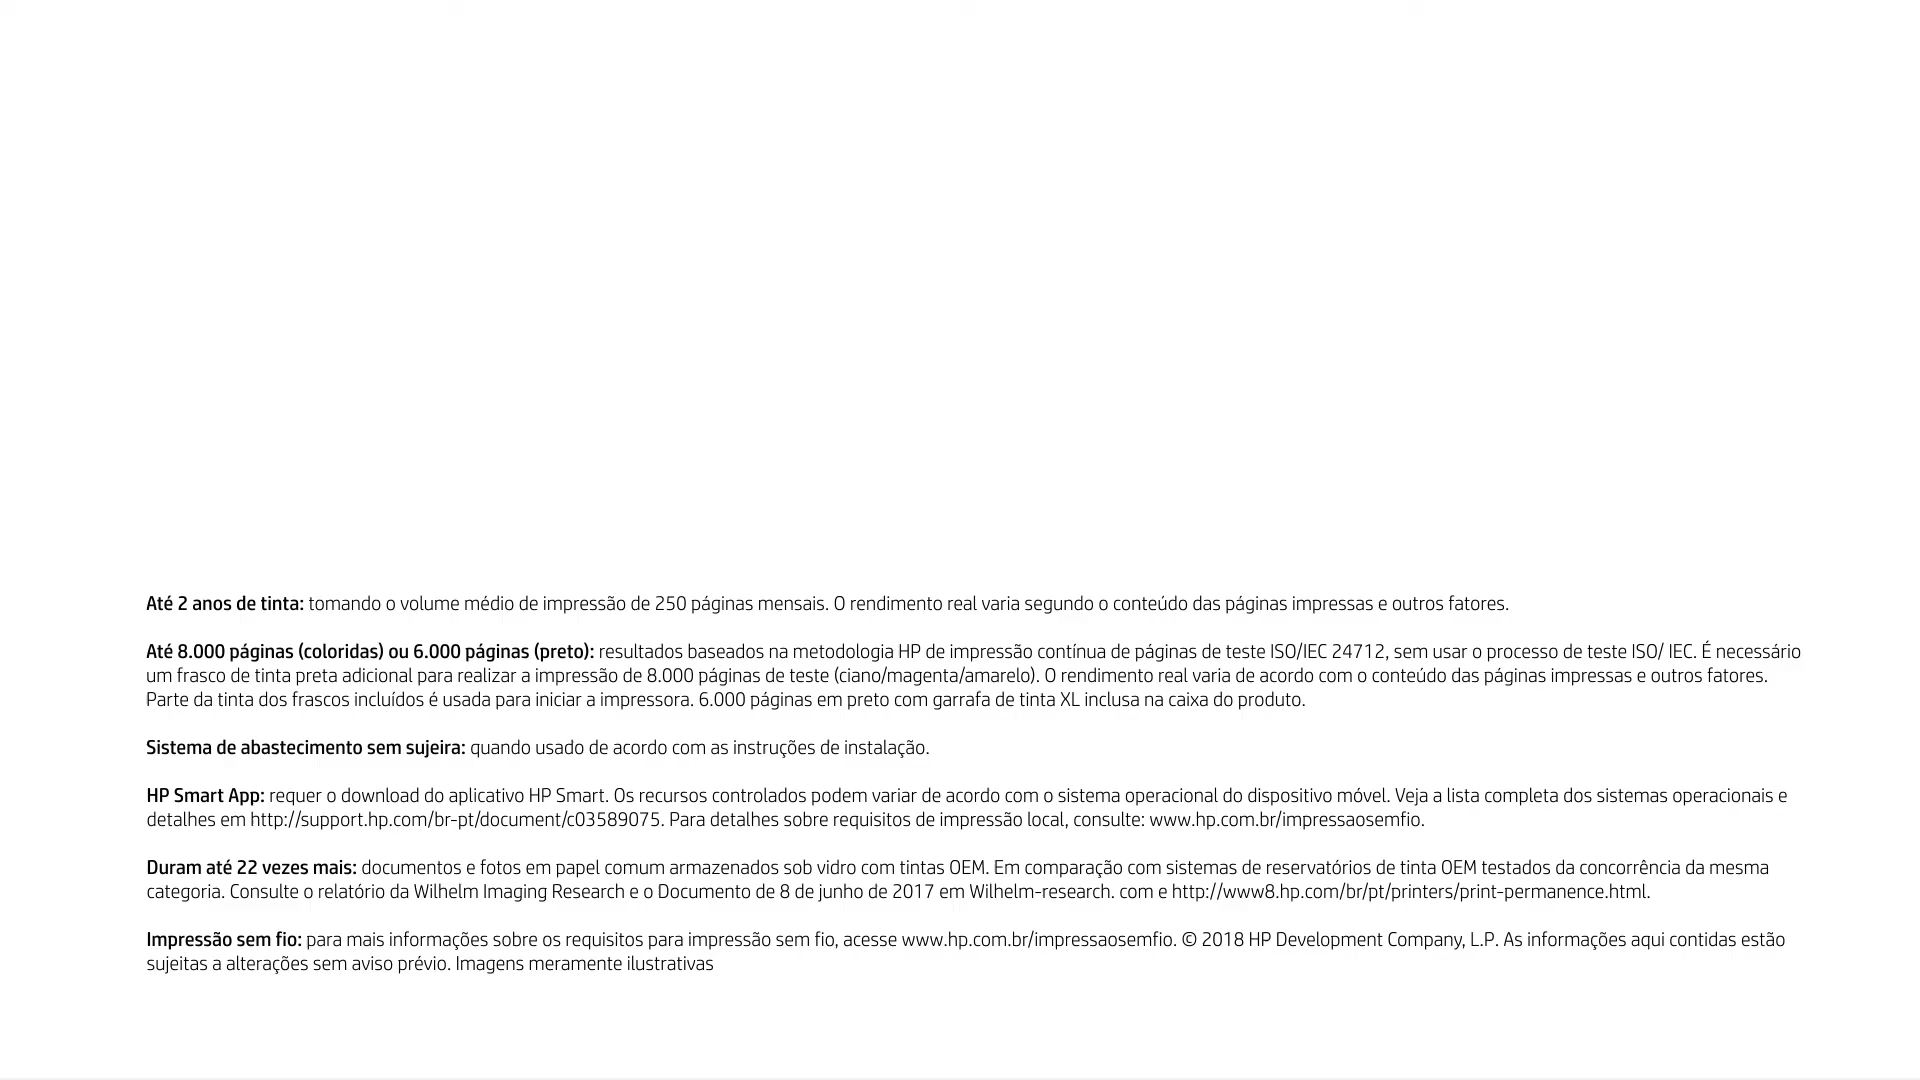 Até 2 anos de tinta: tomando o volume médio de impressão de 250 páginas mensais. O rendimento real varia segundo o conteúdo das páginas impressas e outros fatores.
Até 8.000 páginas (coloridas) ou 6.000 páginas (preto): resultados baseados na metodologia HP de impressão contínua de páginas de teste ISO/IEC 24712, sem usar o processo de teste ISO/ IEC. É necessário
um frasco de tinta preta adicional para realizar a impressão de 8.000 páginas de teste (ciano/magenta/amarelo). O rendimento real varia de acordo com o conteúdo das páginas impressas e outros fatores.
Parte da tinta dos frascos incluídos é usada para iniciar a impressora. 6.000 páginas em preto com garrafa de tinta XL inclusa na caixa do produto.
Sistema de abastecimento sem sujeira: quando usado de acordo com as instruções de instalação.
HP Smart App: requer o download do aplicativo HP Smart. Os recursos controlados podem variar de acordo com o sistema operacional do dispositivo móvel. Veja a lista completa dos sistemas operacionais e
detalhes em http://support.hp.com/br-pt/document/c03589075. Para detalhes sobre requisitos de impressão local, consulte: www.hp.com.br/impressaosemfio.
Duram até 22 vezes mais: documentos e fotos em papel comum armazenados sob vidro com tintas OEM. Em comparação com sistemas de reservatórios de tinta OEM testados da concorrência da mesma
categoria. Consulte o relatório da Wilhelm Imaging Research e o Documento de 8 de junho de 2017 em Wilhelm-research. com e http://www8.hp.com/br/pt/printers/print-permanence.html.
Impressão sem fio: para mais informações sobre os requisitos para impressão sem fio, acesse www.hp.com.br/impressaosemfio. © 2018 HP Development Company, L.P. As informações aqui contidas estão
sujeitas a alterações sem aviso prévio. Imagens meramente ilustrativas